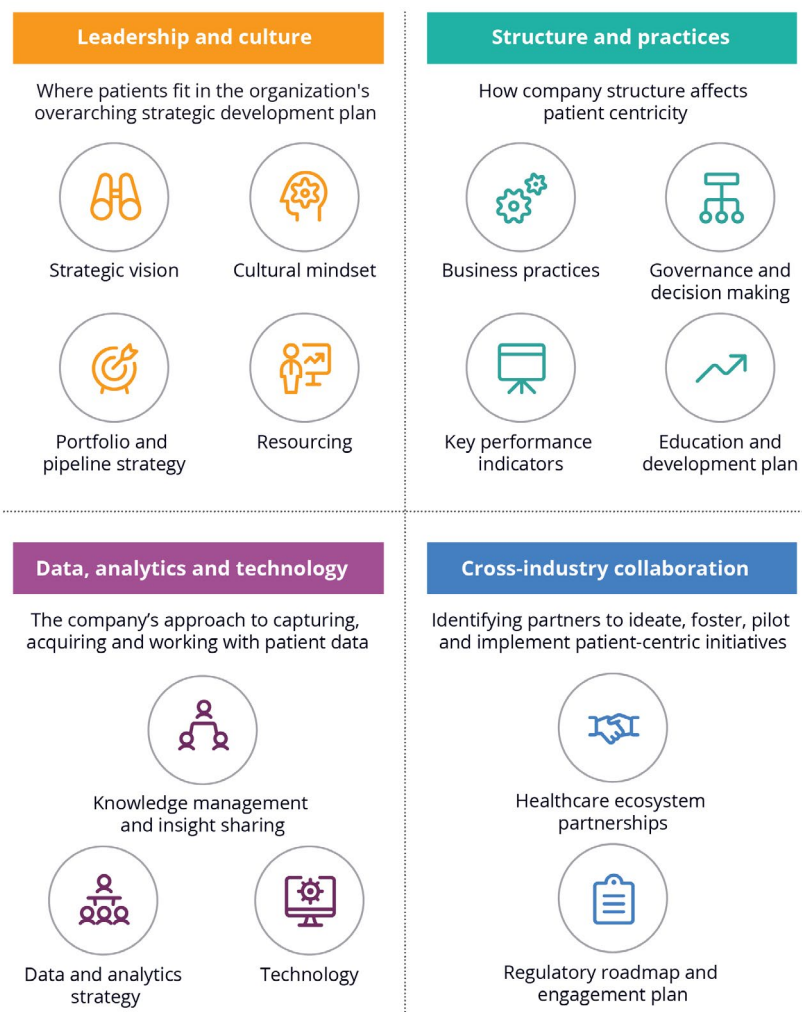 Leadership and culture
Where patients fit in the organization's
overarching strategic development plan
Strategic vision
Cultural mindset
Portfolio and
pipeline strategy
Resourcing
Structure and practices
How company structure affects
patient centricity
Business practices
Governance and
decision making
Key performance
indicators
Education and
development plan
Data, analytics and technology
The company’s approach to capturing,
acquiring and working with patient data
Knowledge management
and insight sharing
Data and analytics
strategy
Technology
Cross-industry collaboration
Identifying partners to ideate, foster, pilot
and implement patient-centric initiatives
Healthcare ecosystem
partnerships
Regulatory roadmap and
engagement plan